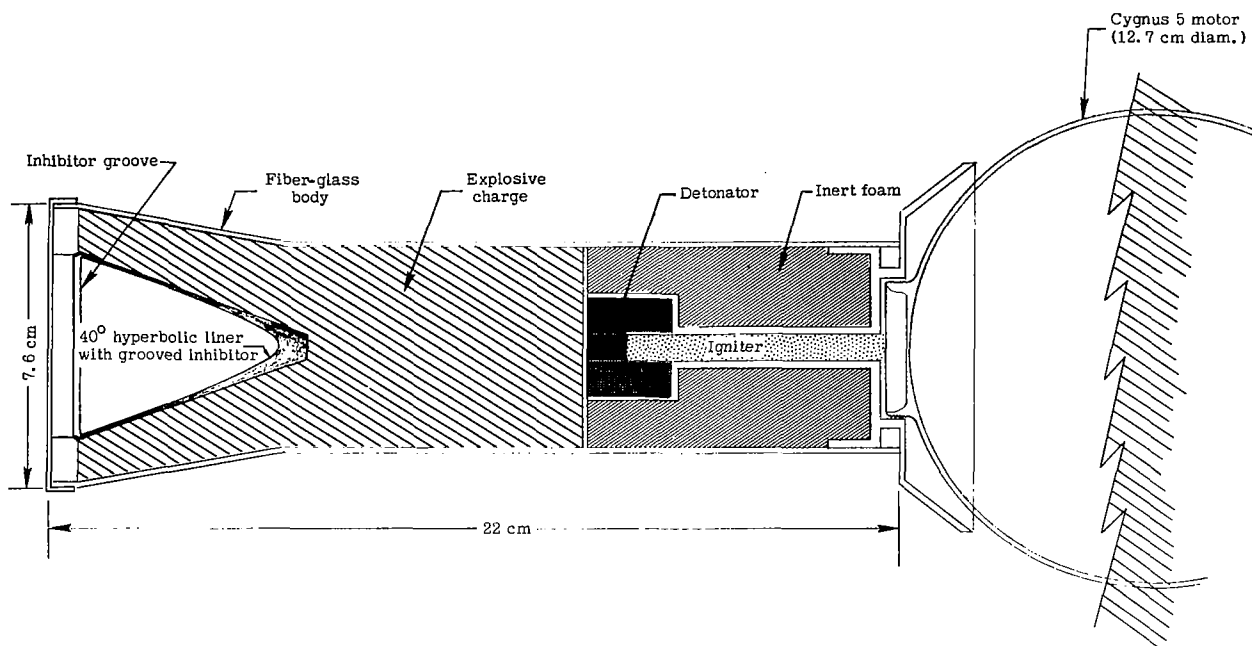 Cygnus 5 motor
(12.7 cm diam.)
Inhibitor groove
Fiber-glass
body
Explosive
charge
Detonator
Inert foam
40° hyperbolic liner
with grooved inhibitor
Igniter
7.6 cm
22 cm